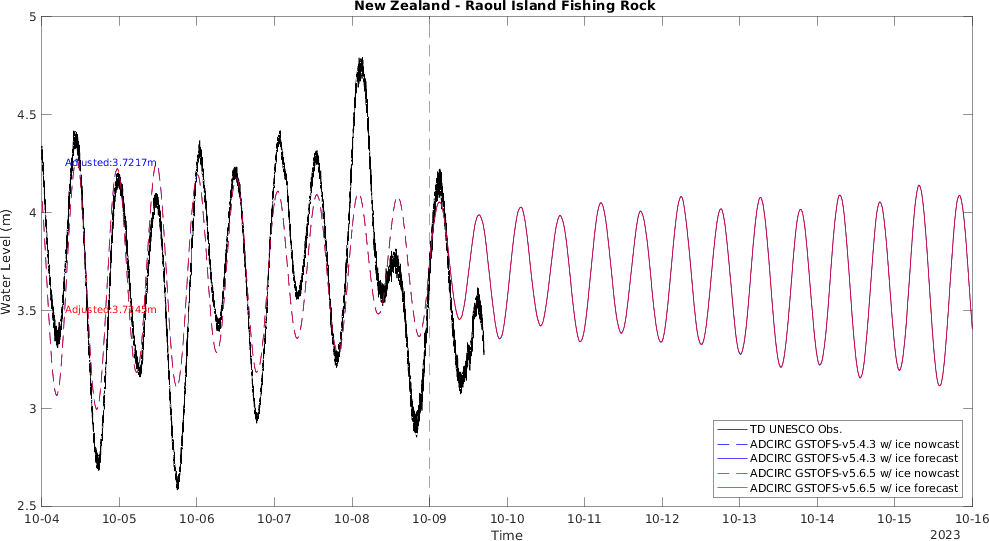 New Zealand - Raoul Island Fishing Rock
Water Level (m)
5
4.5
4
3.5
3
2.5
Adjusted:3.7217m
Adjusted:3.7345m
TD UNESCO Obs.
ADCIRC GSTOFS-v5.4.3 w/ ice nowcast
ADCIRC GSTOFS-v5.4.3 w/ ice forecast
ADCIRC GSTOFS-v5.6.5 w/ ice nowcast
ADCIRC GSTOFS-v5.6.5 w/ ice forecast
10-04 10-05 10-06 10-07 10-08 10-09 10-10 10-11 10-12 10-13 10-14 10-15 10-16
Time
2023